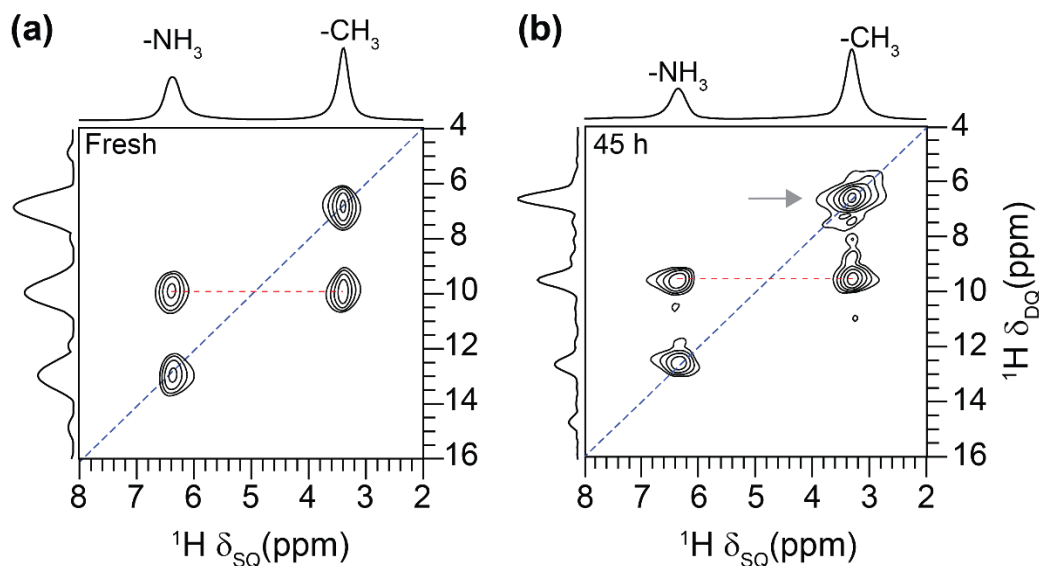 (a)
-NH₃
-CH₃
Fresh
4
6
8
10
12
14
16
8 7 6 5 4 3 2
¹H δSQ(ppm)
(b)
-NH₃
-CH₃
45 h
4
6
8
10
12
14
16
¹H δDQ(ppm)
8 7 6 5 4 3 2
¹H δSQ(ppm)